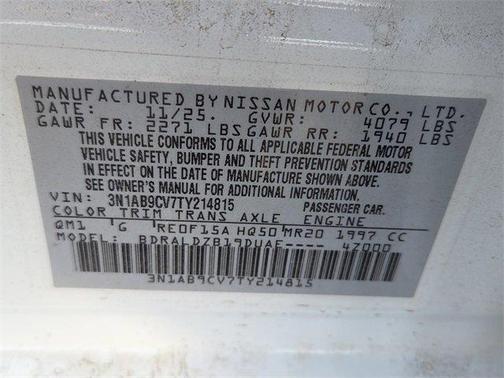 MANUFACTURED BY NISSAN MOTOR CO., LTD.
DATE: 11/25. GVWR: 4079 LBS
GAWR FR: 2271 LBS GAWR RR: 1940 LBS
THIS VEHICLE CONFORMS TO ALL APPLICABLE FEDERAL MOTOR
VEHICLE SAFETY, BUMPER AND THEFT PREVENTION STANDARDS
IN EFFECT ON THE DATE OF MANUFACTURE SHOWN ABOVE.
SEE OWNER'S MANUAL FOR ADDITIONAL INFORMATION.
VIN: 3N1AB9CV7TY214815 PASSENGER CAR.
COLOR TRIM TRANS AXLE ENGINE
QM1 G RE0F15A HQ50 MR20 1997 CC
MODEL: BDRALDZB19DUAE---- 47000
3N1AB9CV7TY214815